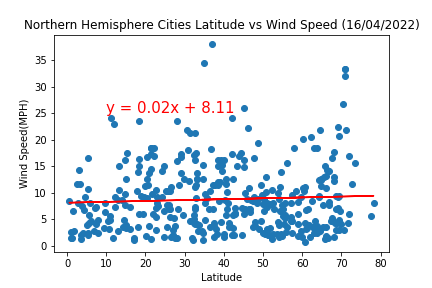 Northern Hemisphere Cities Latitude vs Wind Speed (16/04/2022)
35
30
y = 0.02x + 8.11
25
20
15
10
5
0
Wind Speed(MPH)
0 10 20 30 40 50 60 70 80
Latitude